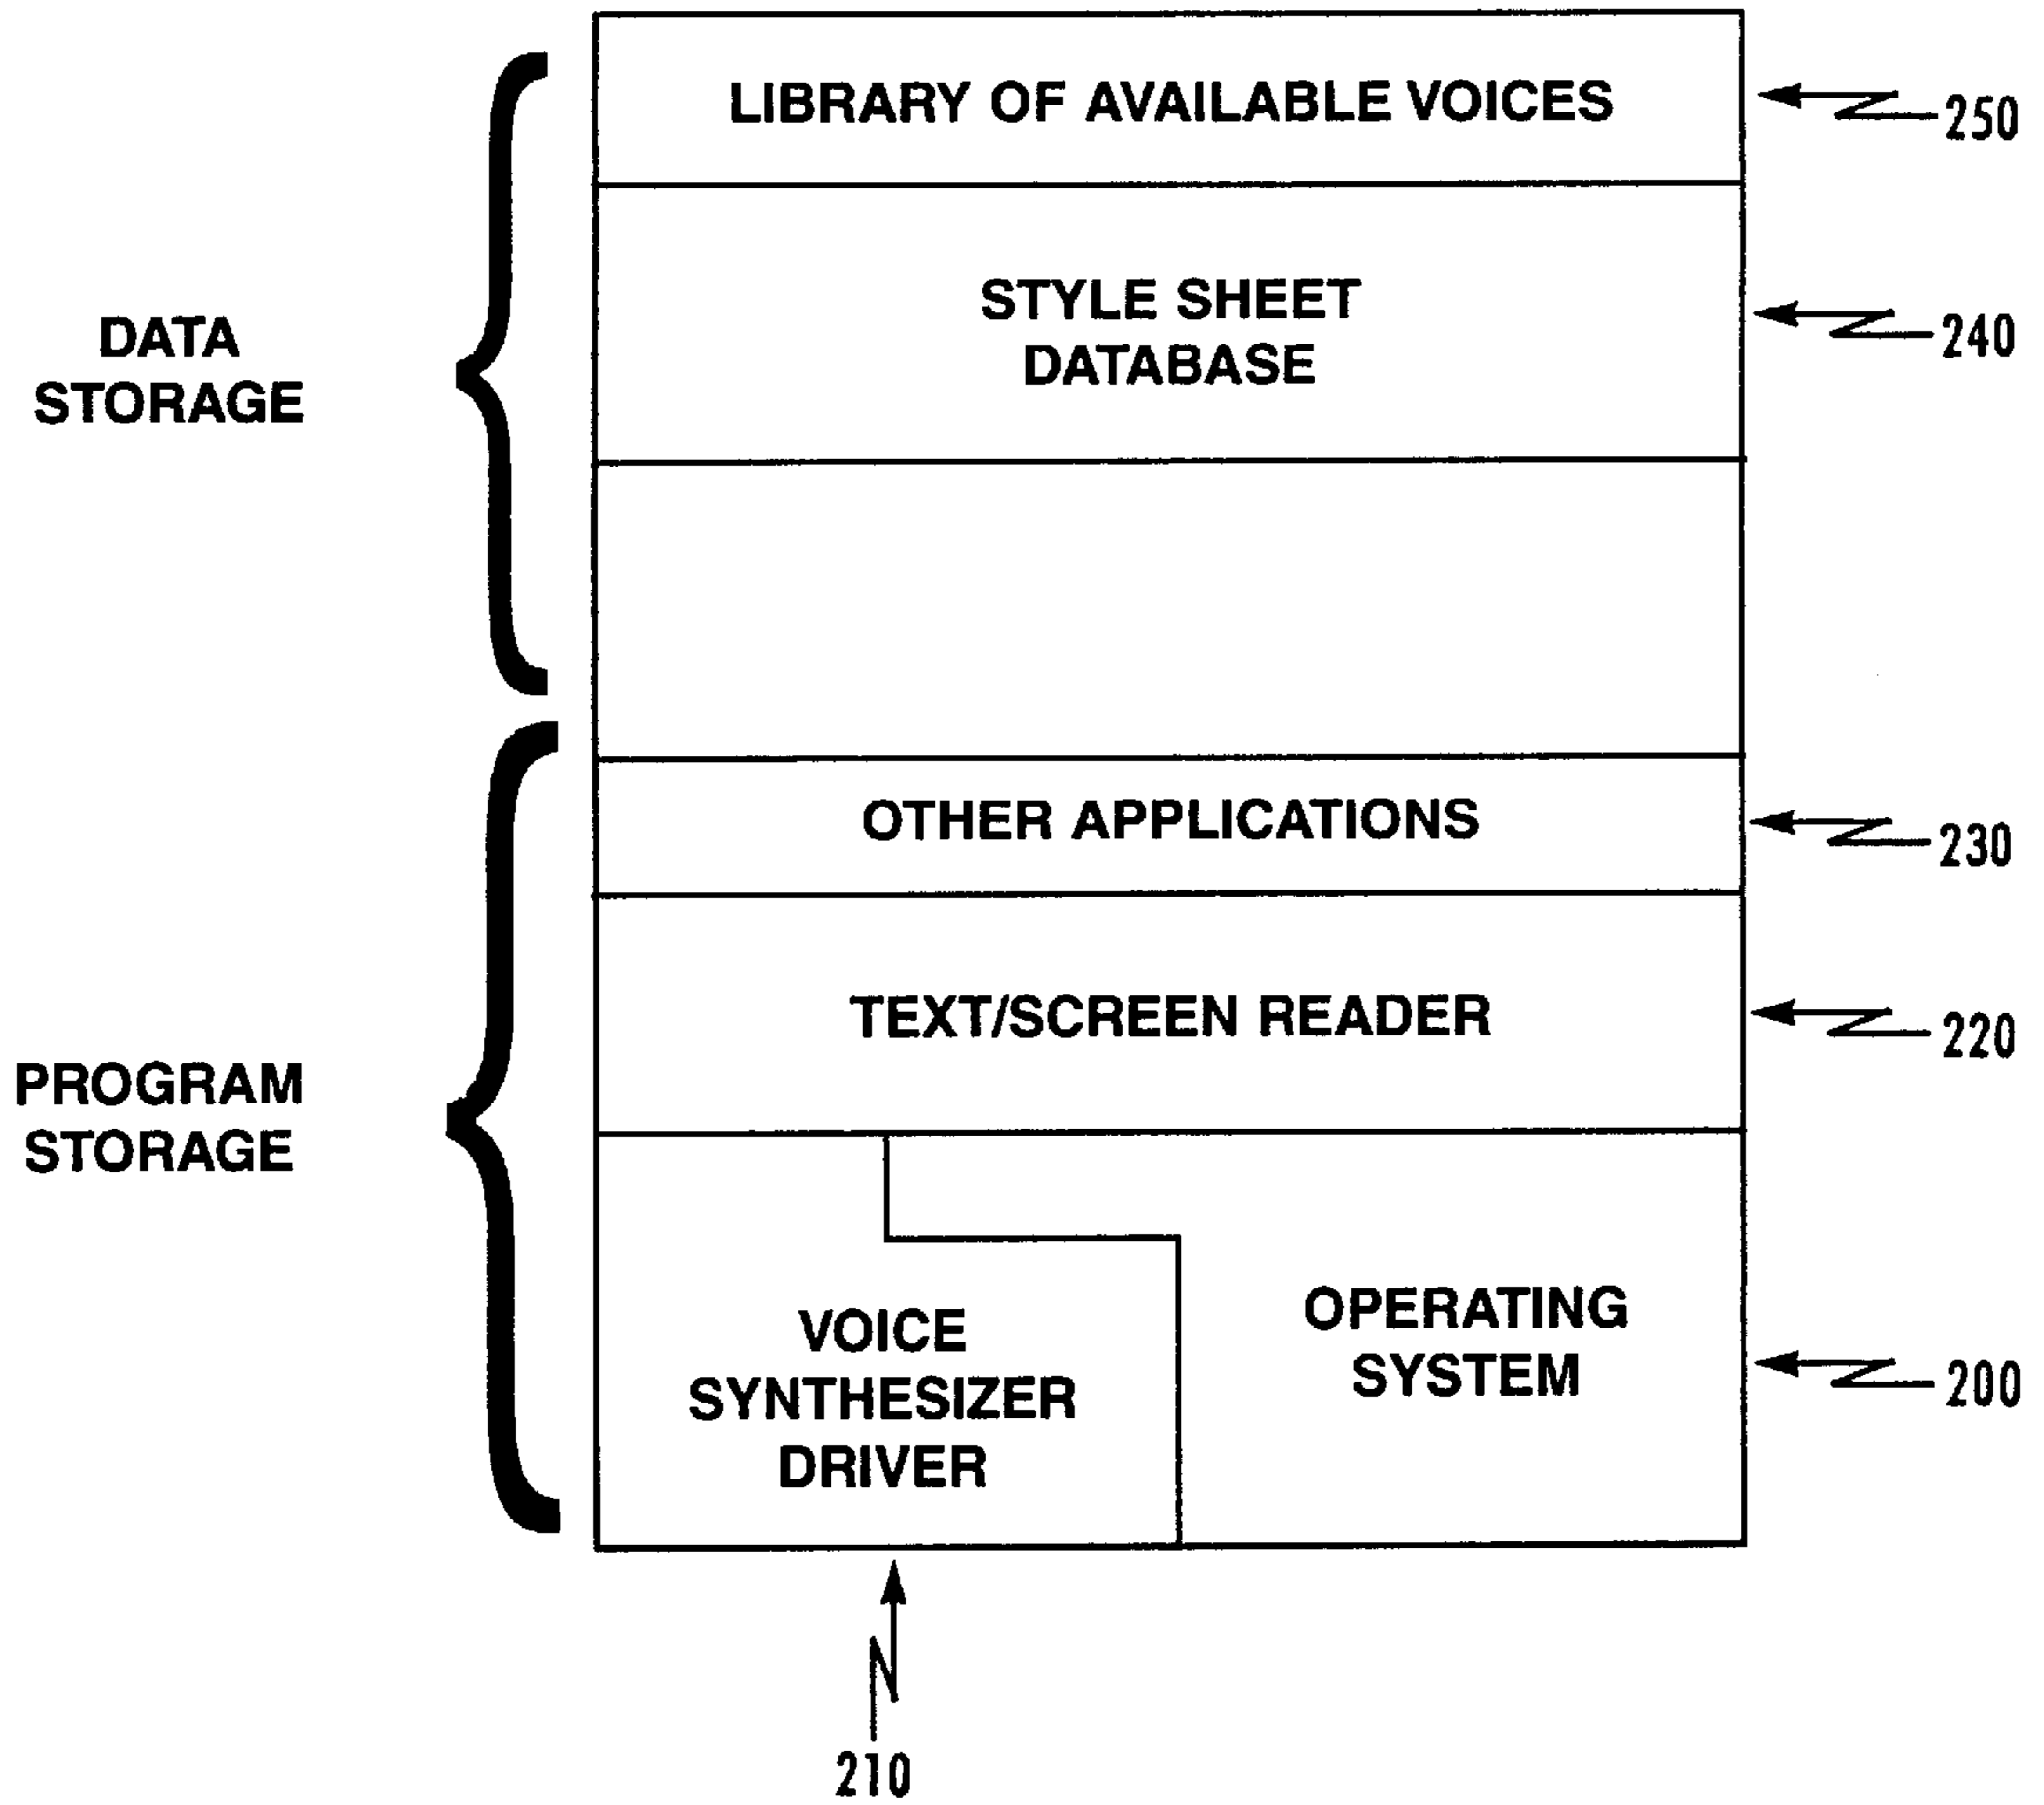 LIBRARY OF AVAILABLE VOICES
250
STYLE SHEET
DATABASE
240
DATA
STORAGE
OTHER APPLICATIONS
230
TEXT/SCREEN READER
220
PROGRAM
STORAGE
VOICE
SYNTHESIZER
DRIVER
OPERATING
SYSTEM
200
210